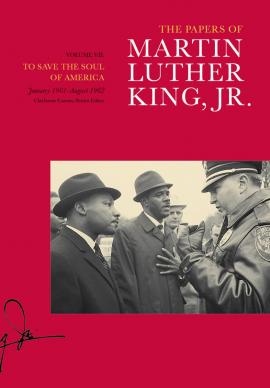 THE PAPERS OF
MARTIN
LUTHER
KING, JR.
VOLUME VII:
TO SAVE THE SOUL
OF AMERICA
January 1961–August 1962
Clayborne Carson, Senior Editor